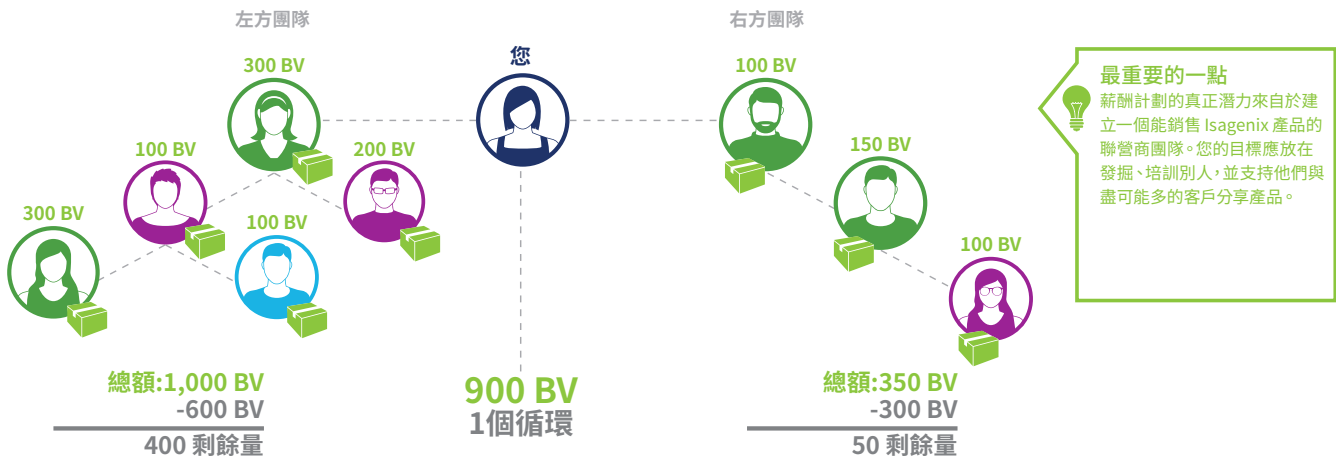 左方團隊
右方團隊
您
300 BV
100 BV
100 BV
200 BV
150 BV
300 BV
100 BV
100 BV
最重要的一點
薪酬計劃的真正潛力來自於建
立一個能銷售 Isagenix 產品的
聯營商團隊。您的目標應放在
發掘、培訓別人，並支持他們與
盡可能多的客戶分享產品。
總額:1,000 BV
-600 BV
400 剩餘量
900 BV
1個循環
總額:350 BV
-300 BV
50 剩餘量